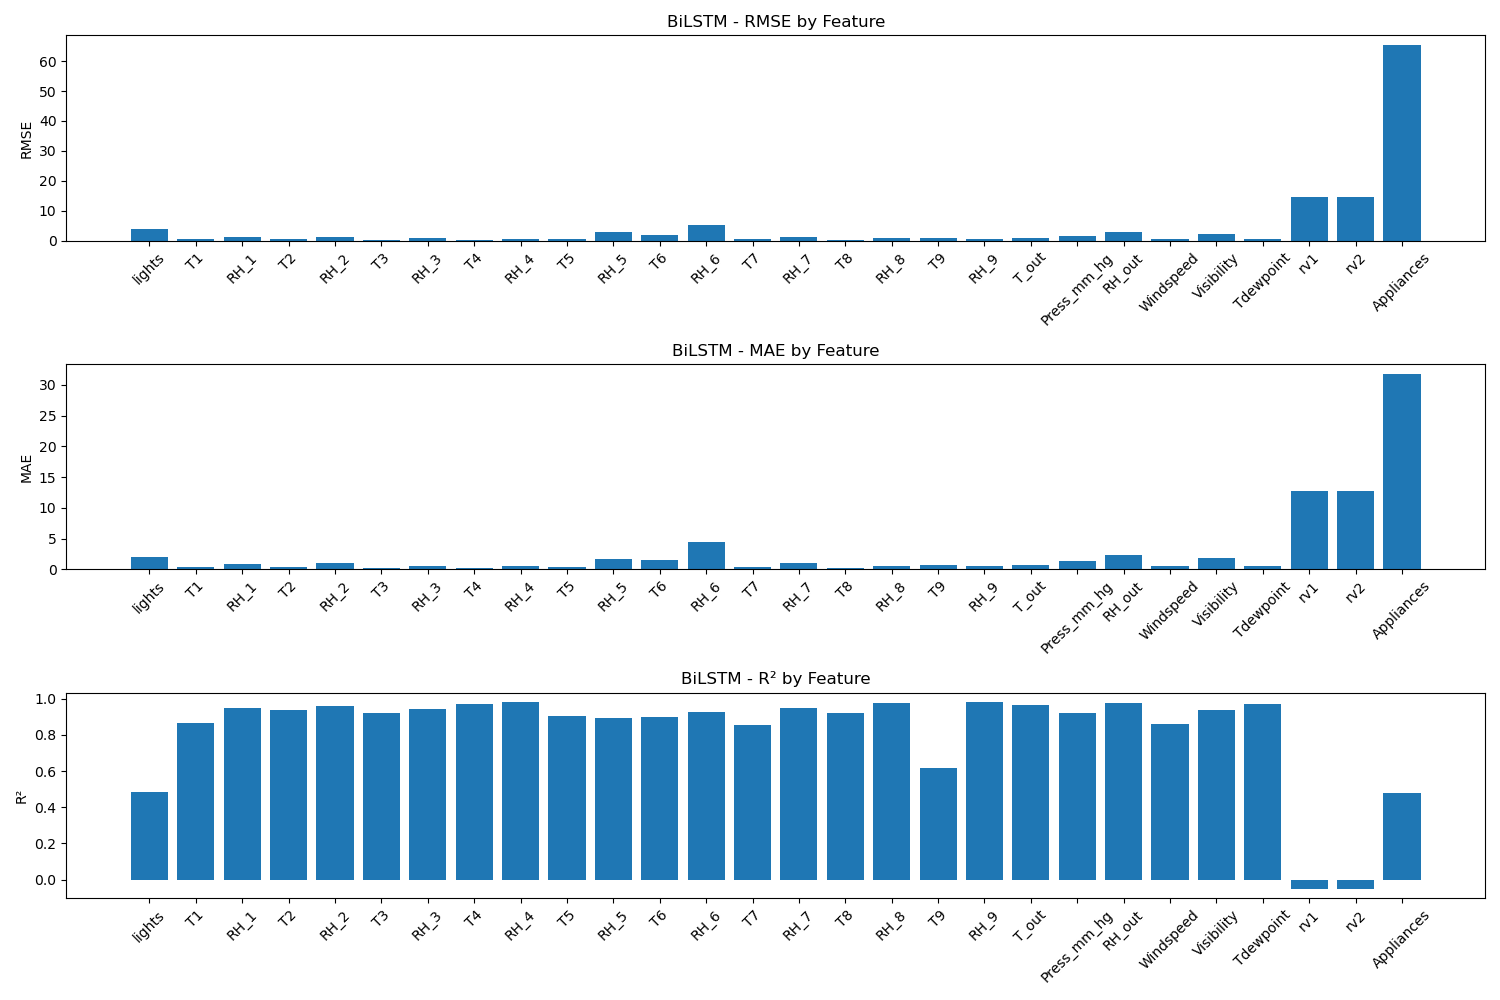 BiLSTM - RMSE by Feature
RMSE
60
50
40
30
20
10
0
lights T1 RH_1 T2 RH_2 T3 RH_3 T4 RH_4 T5 RH_5 T6 RH_6 T7 RH_7 T8 RH_8 T9 RH_9 T_out Press_mm_hg RH_out Windspeed Visibility Tdewpoint rv1 rv2 Appliances
BiLSTM - MAE by Feature
MAE
30
25
20
15
10
5
0
lights T1 RH_1 T2 RH_2 T3 RH_3 T4 RH_4 T5 RH_5 T6 RH_6 T7 RH_7 T8 RH_8 T9 RH_9 T_out Press_mm_hg RH_out Windspeed Visibility Tdewpoint rv1 rv2 Appliances
BiLSTM - R² by Feature
R²
1.0
0.8
0.6
0.4
0.2
0.0
lights T1 RH_1 T2 RH_2 T3 RH_3 T4 RH_4 T5 RH_5 T6 RH_6 T7 RH_7 T8 RH_8 T9 RH_9 T_out Press_mm_hg RH_out Windspeed Visibility Tdewpoint rv1 rv2 Appliances